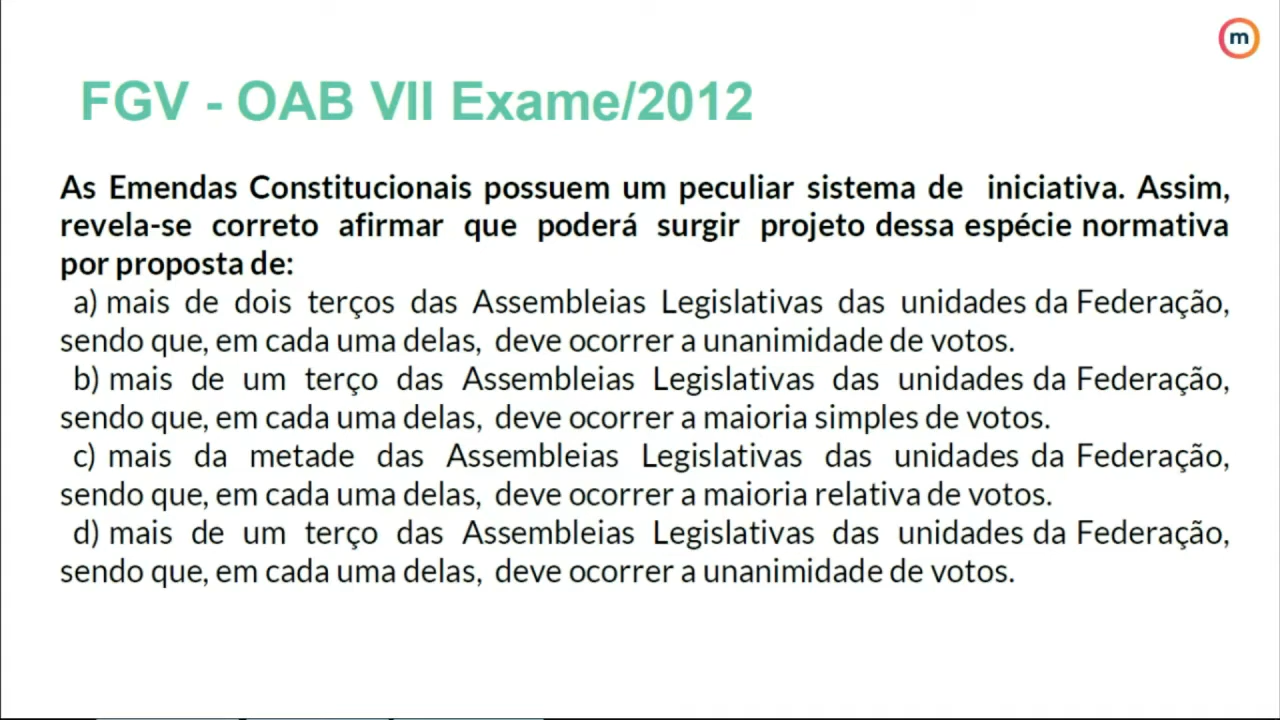 m
FGV - OAB VII Exame/2012
As Emendas Constitucionais possuem um peculiar sistema de iniciativa. Assim,
revela-se correto afirmar que poderá surgir projeto dessa espécie normativa
por proposta de:
a) mais de dois terços das Assembleias Legislativas das unidades da Federação,
sendo que, em cada uma delas, deve ocorrer a unanimidade de votos.
b) mais de um terço das Assembleias Legislativas das unidades da Federação,
sendo que, em cada uma delas, deve ocorrer a maioria simples de votos.
c) mais da metade das Assembleias Legislativas das unidades da Federação,
sendo que, em cada uma delas, deve ocorrer a maioria relativa de votos.
d) mais de um terço das Assembleias Legislativas das unidades da Federação,
sendo que, em cada uma delas, deve ocorrer a unanimidade de votos.